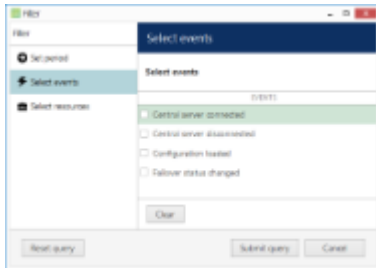 Filter
Filter
Select events
Set period
Select events
Select resources
Select events
EVENTS
Central server connected
Central server disconnected
Configuration loaded
Failover status changed
Clear
Reset query
Submit query
Cancel